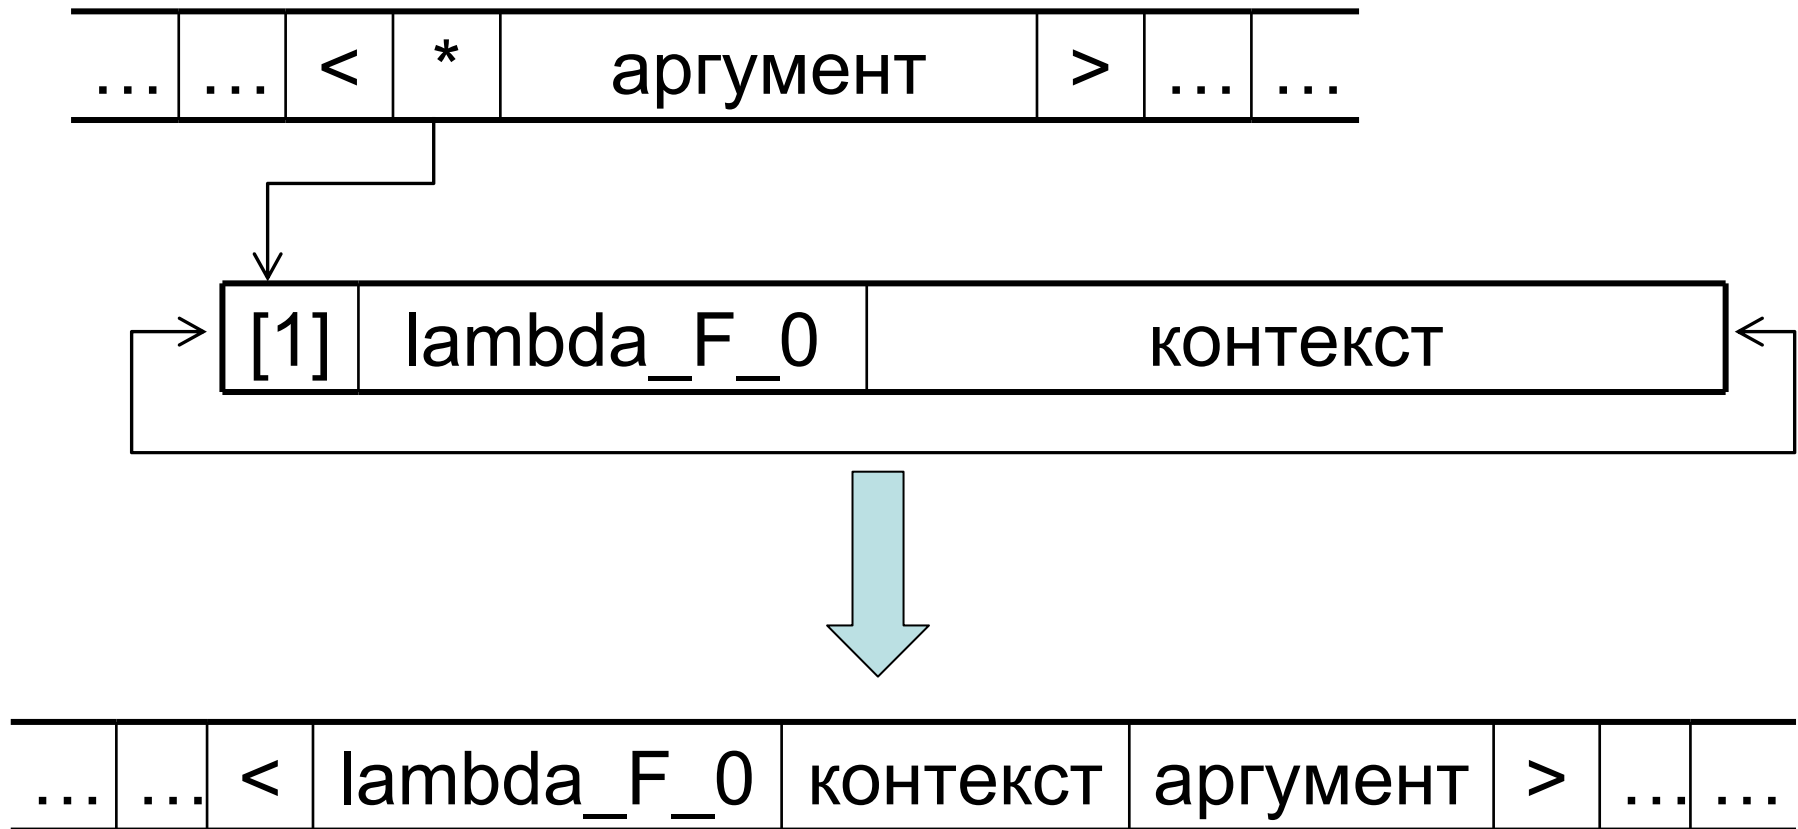 … … < * аргумент > … …
[1] lambda_F_0 контекст
… … < lambda_F_0 контекст аргумент > … …